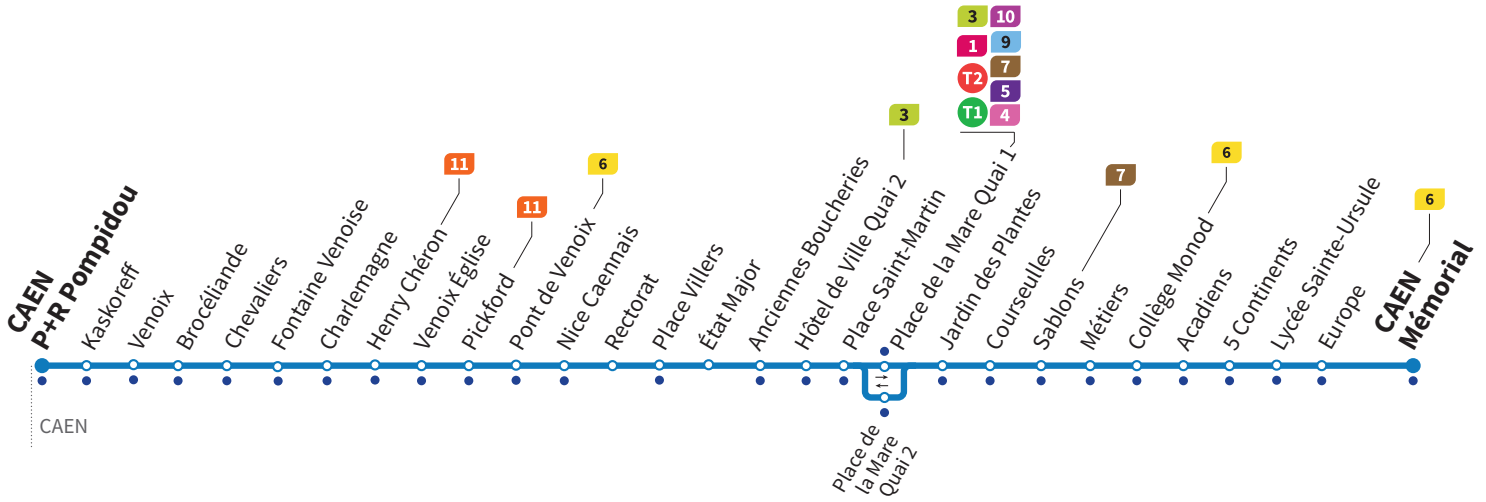 CAEN
P+R Pompidou
Kaskoreff
Venoix
Brocéliande
Chevaliers
Fontaine Venoise
Charlemagne
Henry Chéron
11
Venoix Église
Pickford
11
Pont de Venoix
6
Nice Caennais
Rectorat
Place Villers
État Major
Anciennes Boucheries
Hôtel de Ville Quai 2
3
Place Saint-Martin
Place de la Mare Quai 1
3 10
1 9
T2 7
5
T1 4
Jardin des Plantes
Courseulles
Sablons
7
Métiers
Collège Monod
6
Acadiens
5 Continents
Lycée Sainte-Ursule
Europe
CAEN
Mémorial
6
Place de
la Mare
Quai 2
CAEN